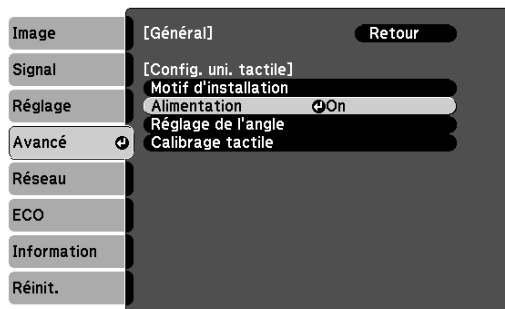 Image
Signal
Réglage
Avancé
Réseau
ECO
Information
Réinit.
[Général] Retour
[Config. uni. tactile]
Motif d'installation
Alimentation On
Réglage de l'angle
Calibrage tactile